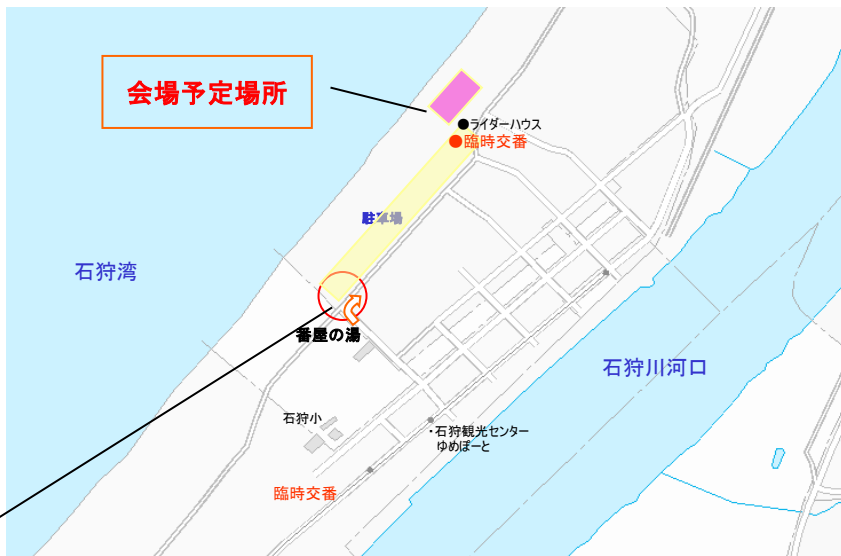 会場予定場所
●ライダーハウス
●臨時交番
駐車場
石狩湾
番屋の湯
石狩川河口
石狩小
・石狩観光センター
ゆめぽーと
臨時交番